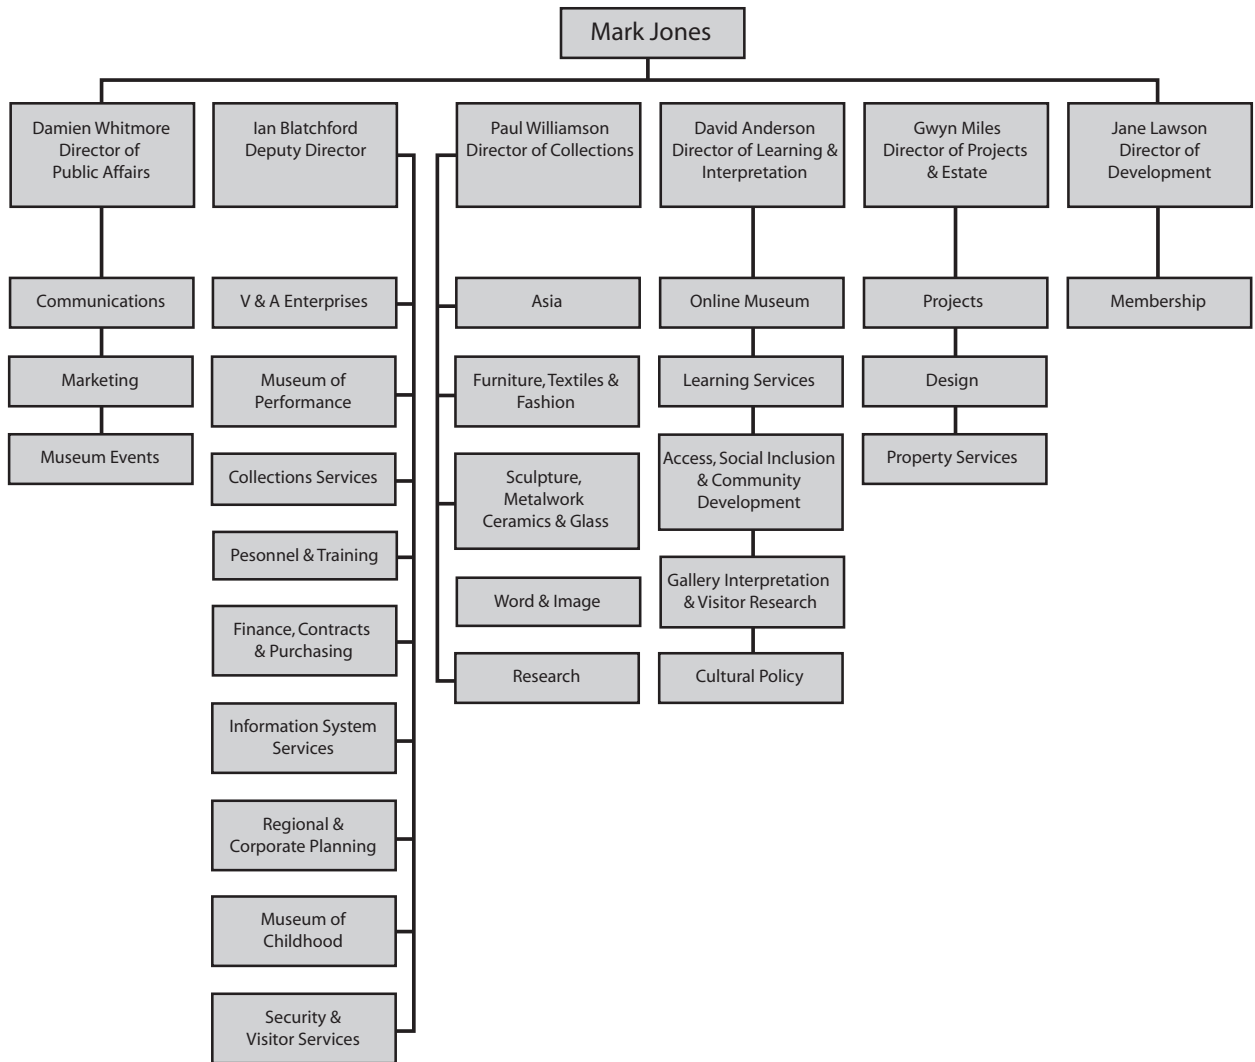 Mark Jones
Damien Whitmore
Director of
Public Affairs
Ian Blatchford
Deputy Director
Paul Williamson
Director of Collections
David Anderson
Director of Learning &
Interpretation
Gwyn Miles
Director of Projects
& Estate
Jane Lawson
Director of
Development
Communications
Marketing
Museum Events
V & A Enterprises
Museum of
Performance
Collections Services
Pesonnel & Training
Finance, Contracts
& Purchasing
Information System
Services
Regional &
Corporate Planning
Museum of
Childhood
Security &
Visitor Services
Asia
Furniture, Textiles &
Fashion
Sculpture,
Metalwork
Ceramics & Glass
Word & Image
Research
Online Museum
Learning Services
Access, Social Inclusion
& Community
Development
Gallery Interpretation
& Visitor Research
Cultural Policy
Projects
Design
Property Services
Membership